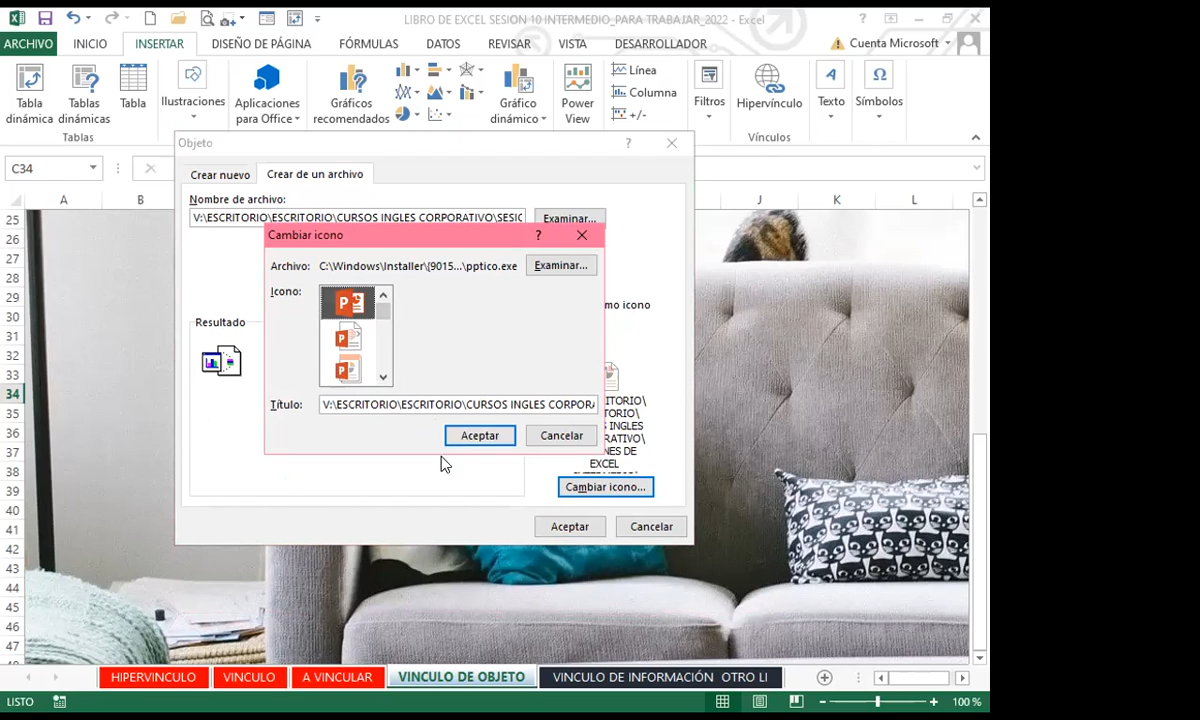 LIBRO DE EXCEL SESION 10 INTERMEDIO_PARA TRABAJAR_2022 - Excel
ARCHIVO INICIO INSERTAR DISEÑO DE PÁGINA FÓRMULAS DATOS REVISAR VISTA DESARROLLADOR Cuenta Microsoft
Tabla dinámica
Tablas dinámicas
Tabla
Ilustraciones
Aplicaciones para Office
Gráficos recomendados
Gráfico dinámico
Power View
Línea
Columna
+/-
Filtros
Hipervínculo
Texto
Símbolos
Tablas
Vínculos
C34
Objeto
Crear nuevo Crear de un archivo
Nombre de archivo:
V:\ESCRITORIO\ESCRITORIO\CURSOS INGLES CORPORATIVO\SESIC Examinar...
mo icono
Resultado
Cambiar icono
Archivo: C:\Windows\Installer\{9015...\pptico.exe Examinar...
Icono:
Título: V:\ESCRITORIO\ESCRITORIO\CURSOS INGLES CORPORA
Aceptar Cancelar
RITORIO\
TORIO\
S INGLES
ORATIVO\
NES DE
EXCEL
Cambiar icono...
Aceptar Cancelar
A B J K L
25
26
27
28
29
30
31
32
33
34
35
36
37
38
39
40
41
42
43
44
45
46
47
HIPERVINCULO VINCULO A VINCULAR VINCULO DE OBJETO VINCULO DE INFORMACIÓN OTRO LI
LISTO 100 %